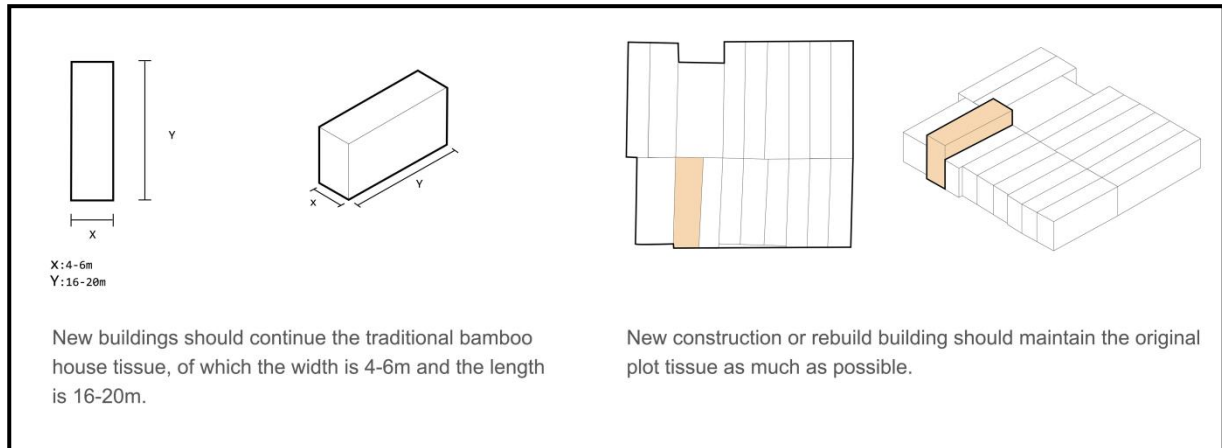 Y
X
X
Y
X:4-6m
Y:16-20m
New buildings should continue the traditional bamboo
house tissue, of which the width is 4-6m and the length
is 16-20m.
New construction or rebuild building should maintain the original
plot tissue as much as possible.